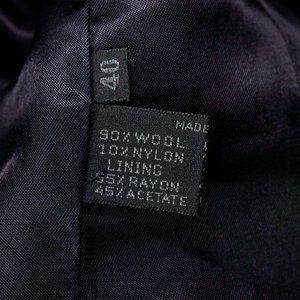 40
MADE
90% WOOL
10% NYLON
LINING
55% RAYON
45% ACETATE